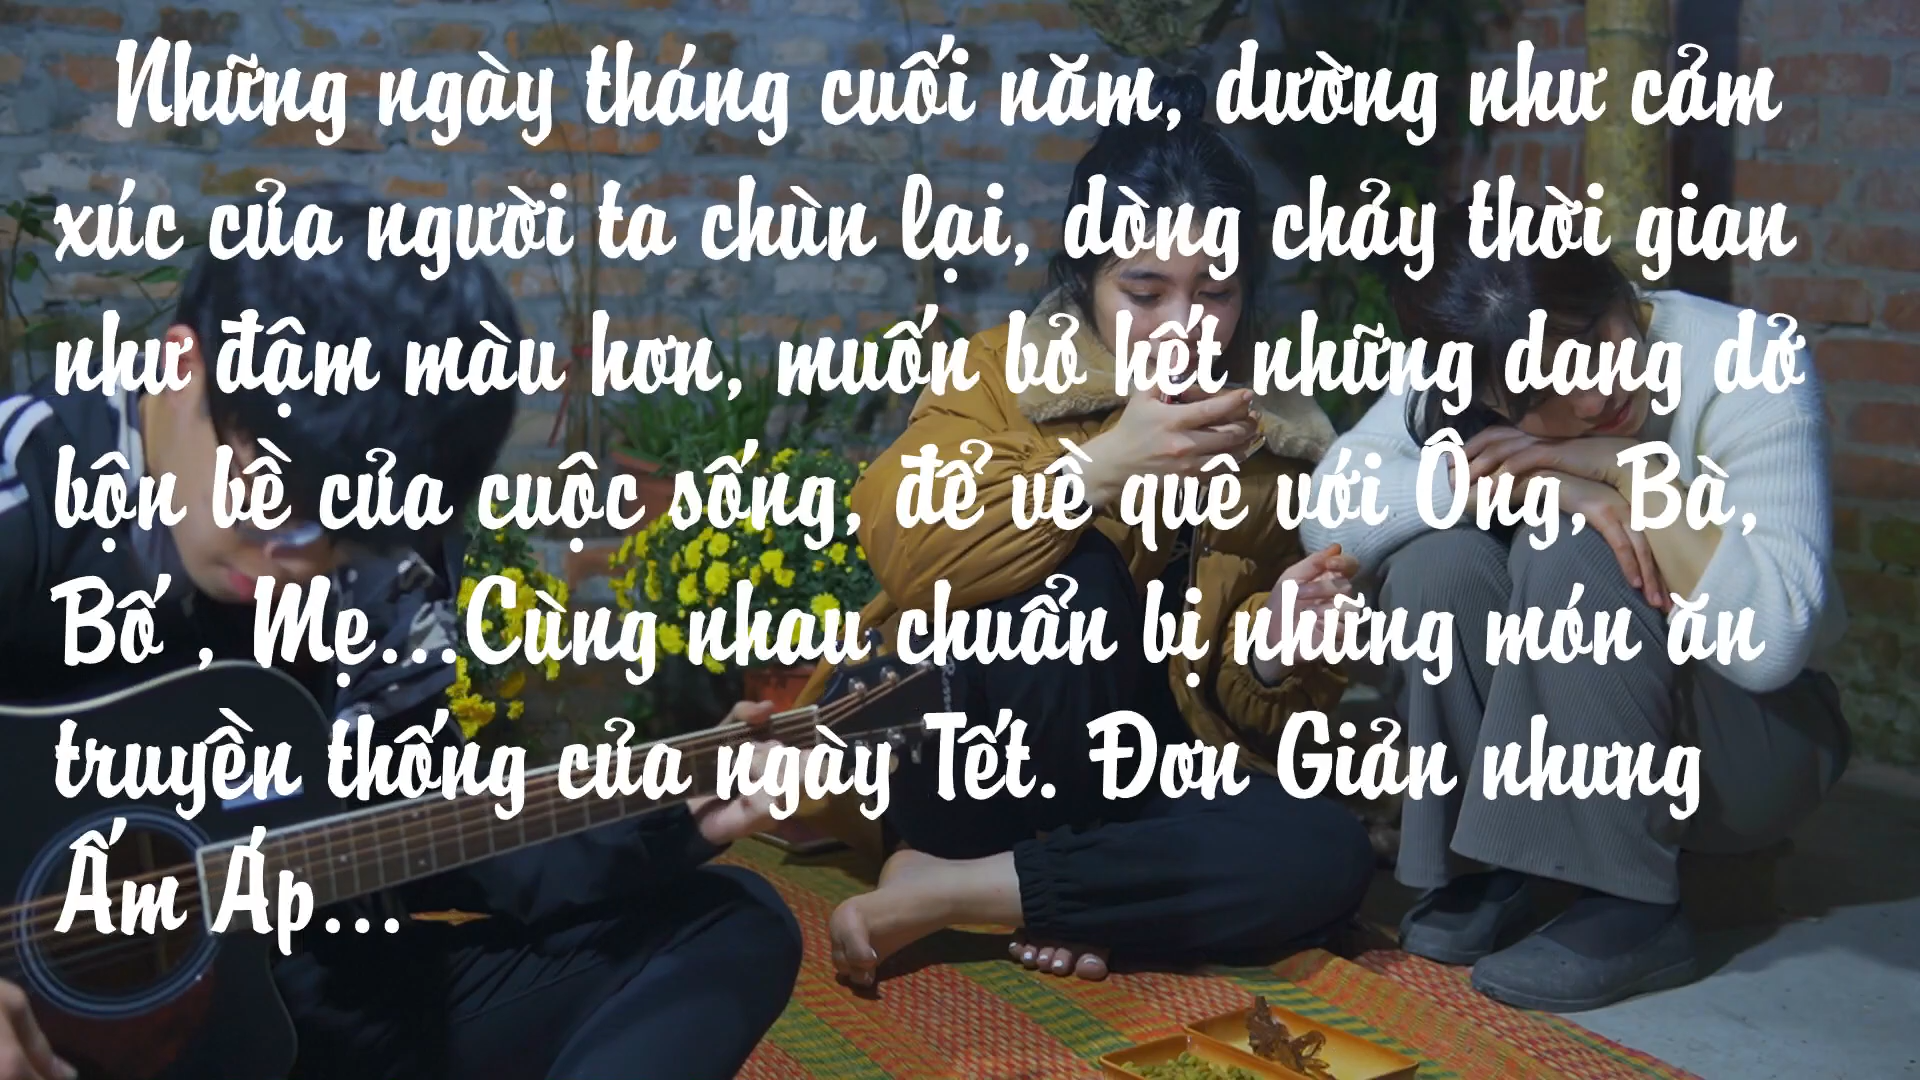 Những ngày tháng cuối năm, dường như cảm
xúc của người ta chùn lại, dòng chảy thời gian
như đậm màu hơn, muốn bỏ hết những dang dở
bộn bề của cuộc sống, để về quê với Ông, Bà,
Bố , Mẹ...Cùng nhau chuẩn bị những món ăn
truyền thống của ngày Tết. Đơn Giản nhưng
Ấm Áp...